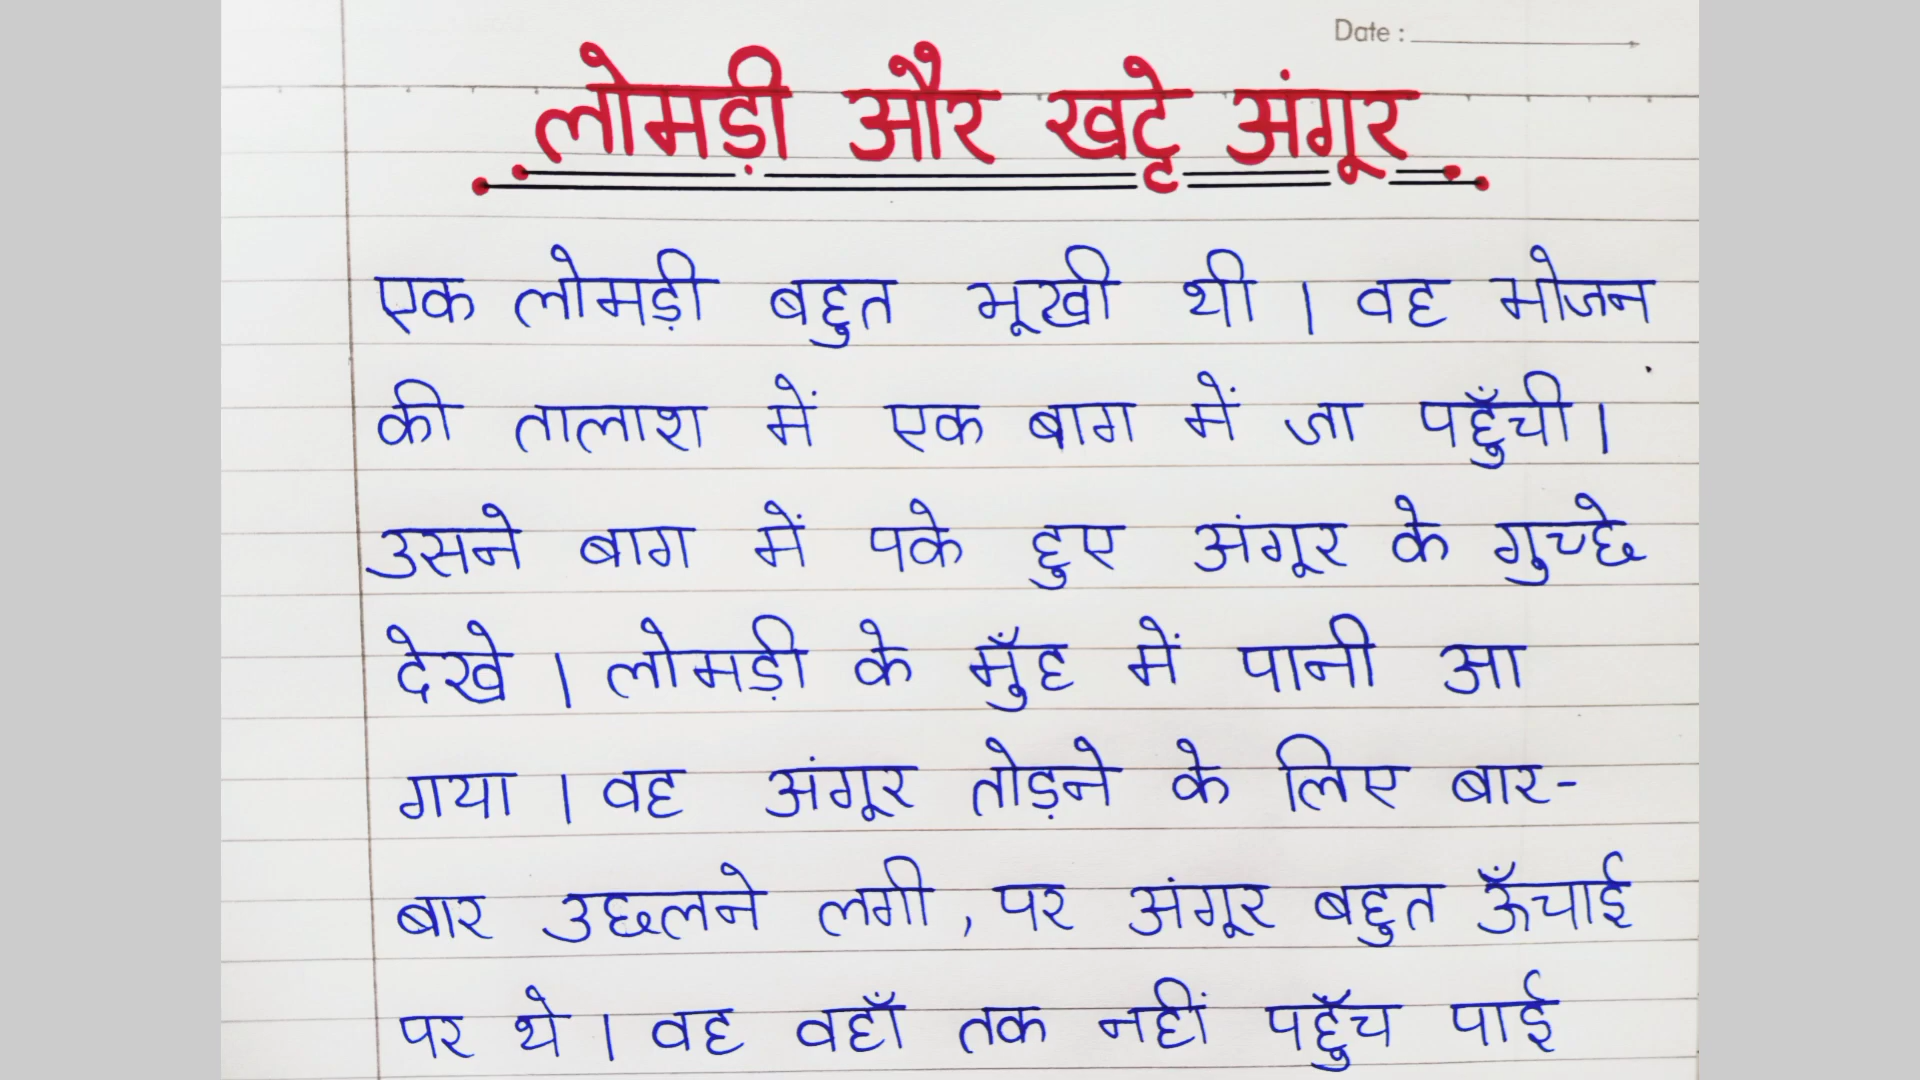 Date :
लोमड़ी और खट्टे अंगूर
एक लोमड़ी बहुत भूखी थी । वह भोजन
की तालाश में एक बाग में जा पहुँची ।
उसने बाग में पके हुए अंगूर के गुच्छे
देखे । लोमड़ी के मुँह में पानी आ
गया । वह अंगूर तोड़ने के लिए बार-
बार उछलने लगी , पर अंगूर बहुत ऊँचाई
पर थे । वह वहाँ तक नहीं पहुँच पाई